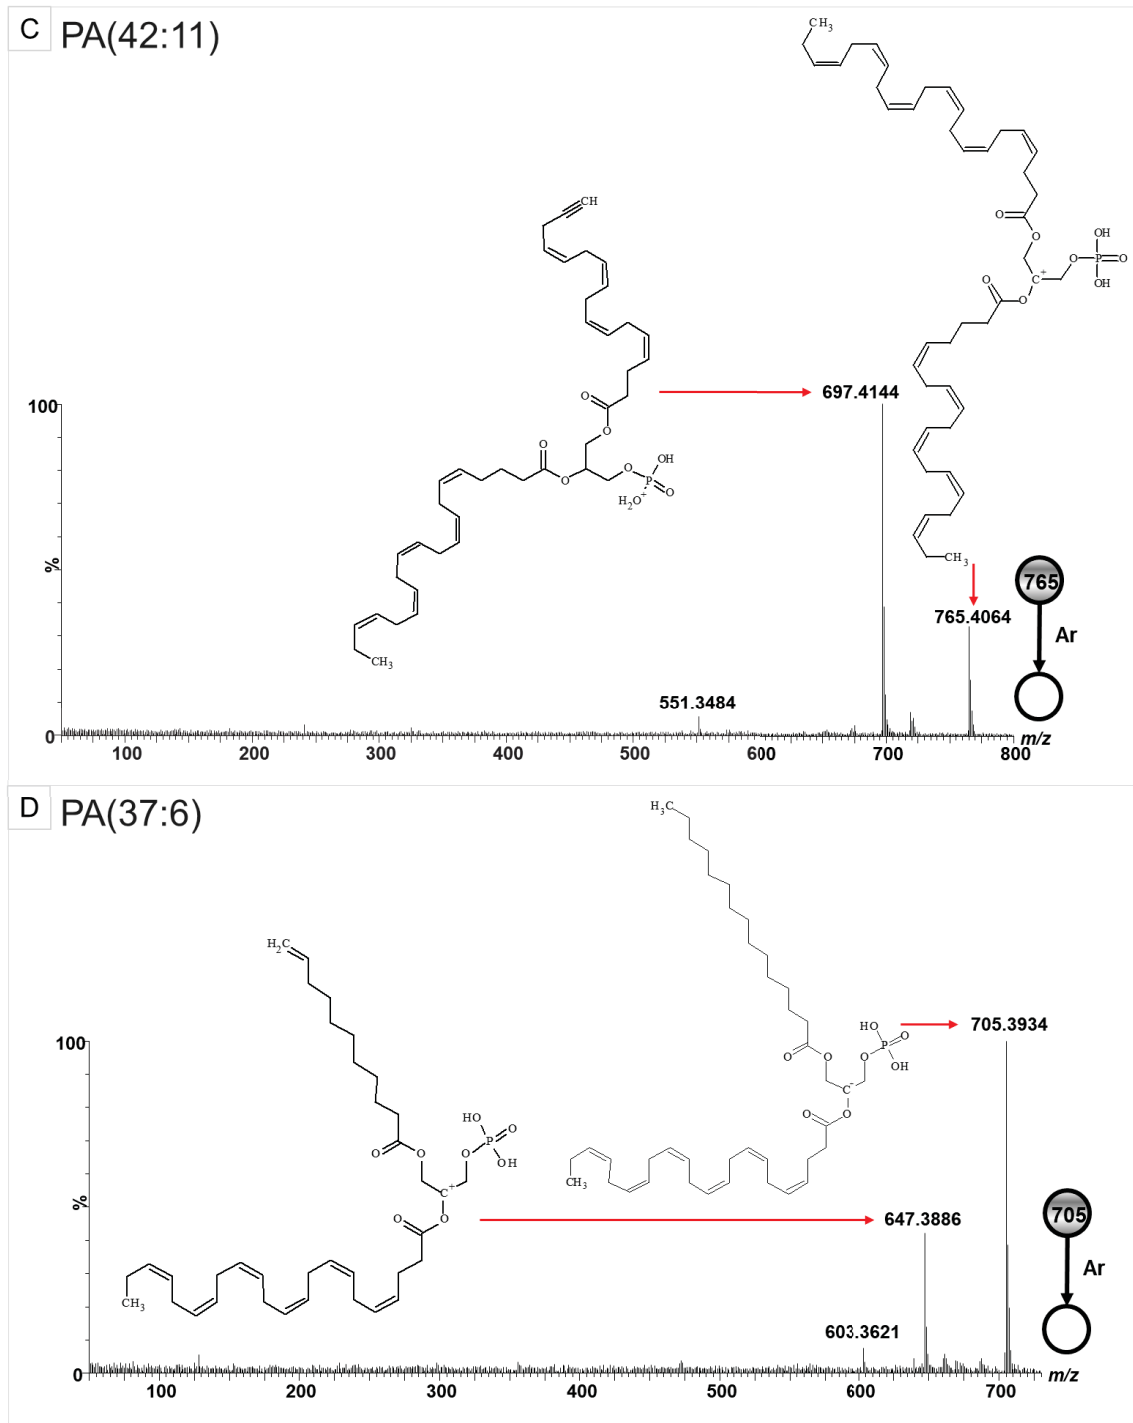 C PA(42:11)
CH3
O
O
OH
O
P
O
OH
C+
O
O
CH3
CH
O
O
O
O
O
OH
P
O
H2O+
CH3
697.4144
765.4064
551.3484
765
Ar
100
%
0
100 200 300 400 500 600 700 800 m/z
D PA(37:6)
H3C
O
O
HO
O
P
O
OH
C-
O
O
CH3
H2C
O
O
HO
O
P
O
OH
C+
O
O
CH3
705.3934
647.3886
603.3621
705
Ar
100
%
0
100 200 300 400 500 600 700 m/z